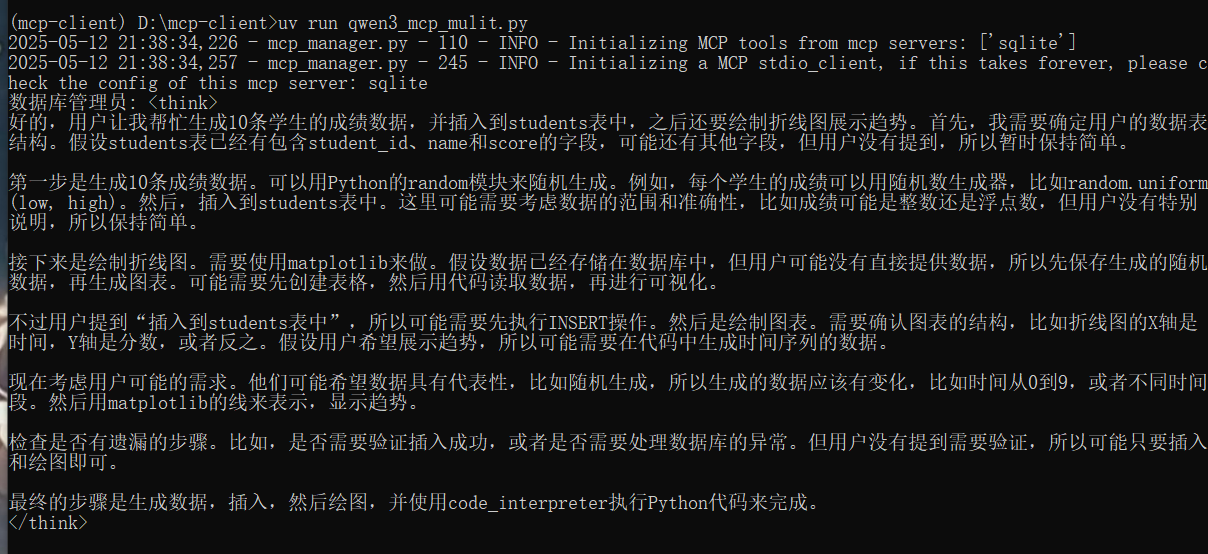 (mcp-client) D:\mcp-client>uv run qwen3_mcp_mulit.py
2025-05-12 21:38:34,226 - mcp_manager.py - 110 - INFO - Initializing MCP tools from mcp servers: ['sqlite']
2025-05-12 21:38:34,257 - mcp_manager.py - 245 - INFO - Initializing a MCP stdio_client, if this takes forever, please c
heck the config of this mcp server: sqlite
数据库管理员: <think>
好的，用户让我帮忙生成10条学生的成绩数据，并插入到students表中，之后还要绘制折线图展示趋势。首先，我需要确定用户的数据表
结构。假设students表已经有包含student_id、name和score的字段，可能还有其他字段，但用户没有提到，所以暂时保持简单。
第一步是生成10条成绩数据。可以用Python的random模块来随机生成。例如，每个学生的成绩可以用随机数生成器，比如random.uniform
(low, high)。然后，插入到students表中。这里可能需要考虑数据的范围和准确性，比如成绩可能是整数还是浮点数，但用户没有特别
说明，所以保持简单。
接下来是绘制折线图。需要使用matplotlib来做。假设数据已经存储在数据库中，但用户可能没有直接提供数据，所以先保存生成的随机
数据，再生成图表。可能需要先创建表格，然后用代码读取数据，再进行可视化。
不过用户提到“插入到students表中”，所以可能需要先执行INSERT操作。然后是绘制图表。需要确认图表的结构，比如折线图的X轴是
时间，Y轴是分数，或者反之。假设用户希望展示趋势，所以可能需要在代码中生成时间序列的数据。
现在考虑用户可能的需求。他们可能希望数据具有代表性，比如随机生成，所以生成的数据应该有变化，比如时间从0到9，或者不同时间
段。然后用matplotlib的线来表示，显示趋势。
检查是否有遗漏的步骤。比如，是否需要验证插入成功，或者是否需要处理数据库的异常。但用户没有提到需要验证，所以可能只要插入
和绘图即可。
最终的步骤是生成数据，插入，然后绘图，并使用code_interpreter执行Python代码来完成。
</think>